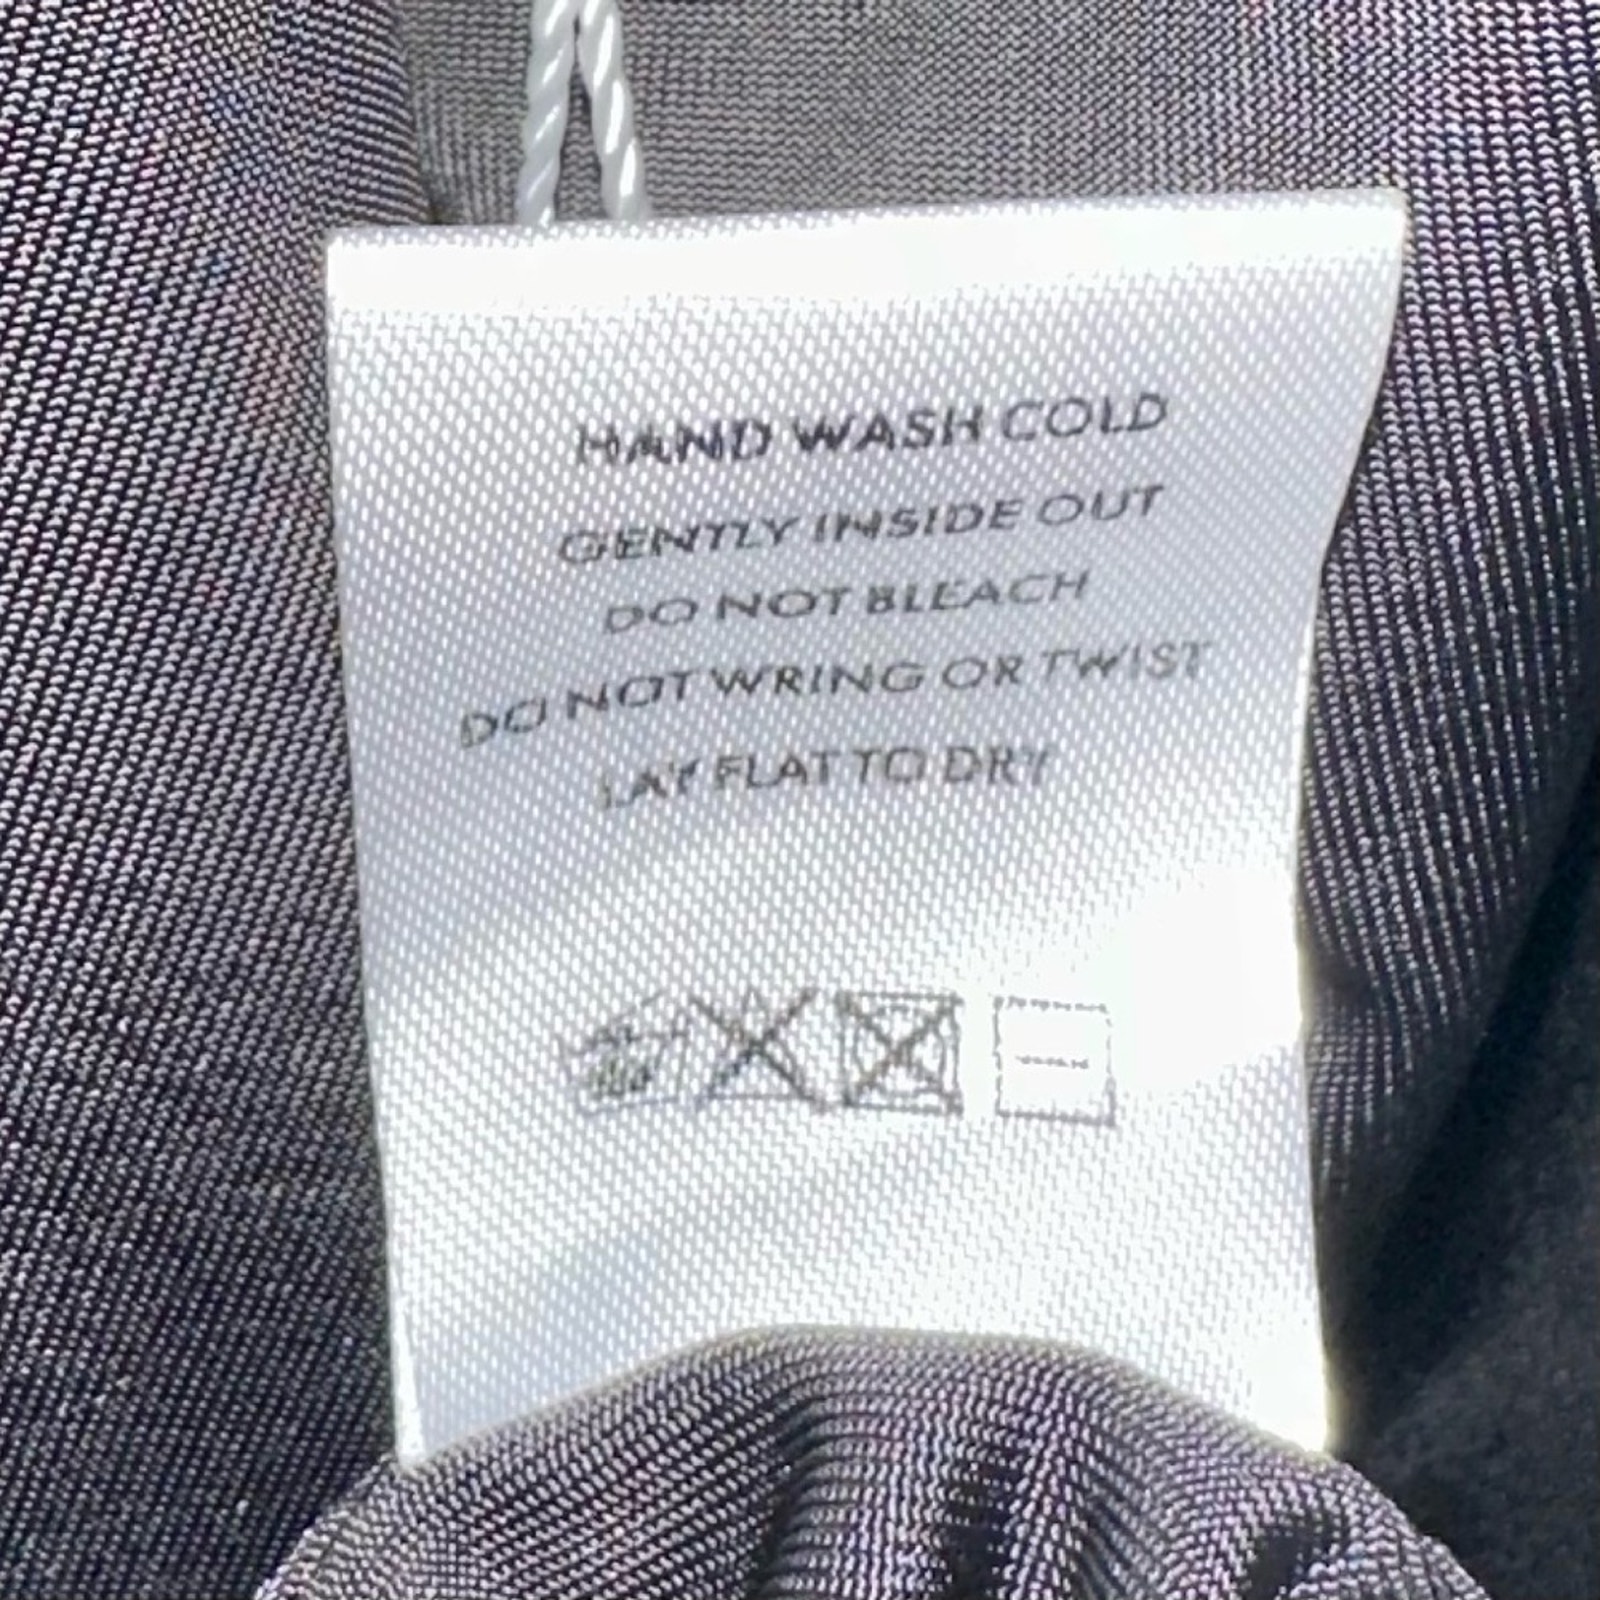 HAND WASH COLD
GENTLY INSIDE OUT
DO NOT BLEACH
DO NOT WRING OR TWIST
LAY FLAT TO DRY